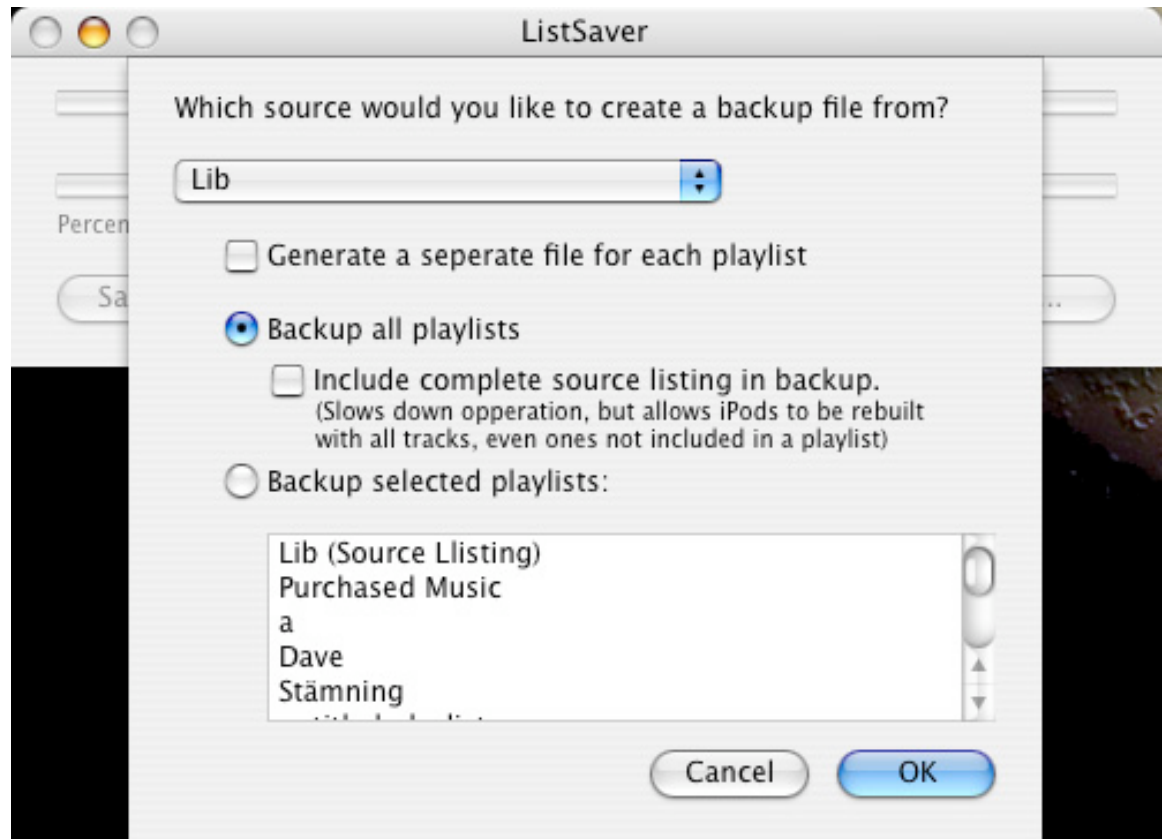 ListSaver
Which source would you like to create a backup file from?
Lib
Percen
Generate a seperate file for each playlist
Sa
...
Backup all playlists
Include complete source listing in backup.
(Slows down opperation, but allows iPods to be rebuilt
with all tracks, even ones not included in a playlist)
Backup selected playlists:
Lib (Source Llisting)
Purchased Music
a
Dave
Stämning
Cancel
OK